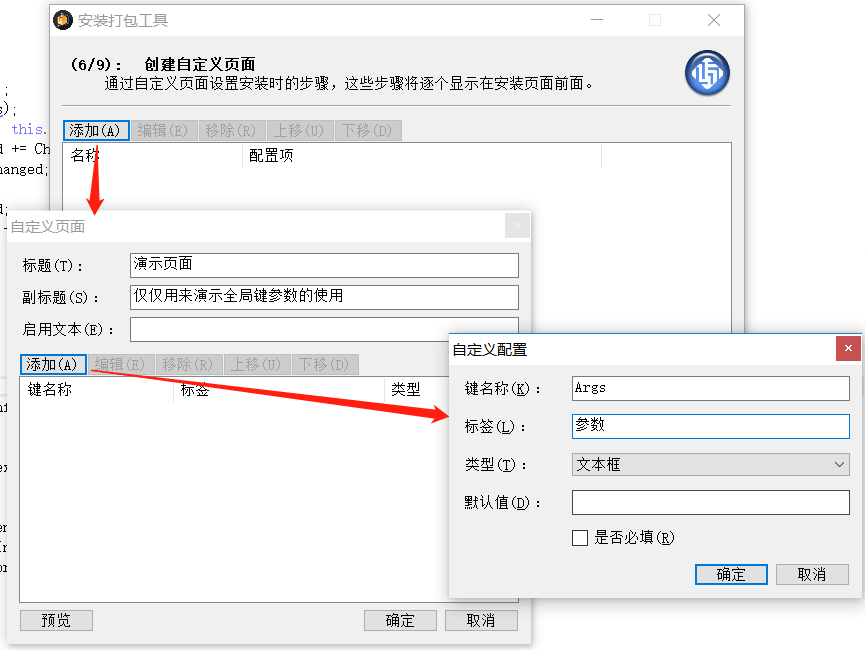 安装打包工具
(6/9)： 创建自定义页面
通过自定义页面设置安装时的步骤，这些步骤将逐个显示在安装页面前面。
;
);
this.
+= Ch
hanged;
添加(A) 编辑(E) 移除(R) 上移(U) 下移(D)
名称 配置项
自定义页面
标题(T)： 演示页面
副标题(S)： 仅仅用来演示全局键参数的使用
启用文本(E)：
添加(A) 编辑(E) 移除(R) 上移(U) 下移(D)
键名称 标签 类型
预览 确定 取消
自定义配置
键名称(K)： Args
标签(L)： 参数
类型(T)： 文本框
默认值(D)：
是否必填(R)
确定 取消